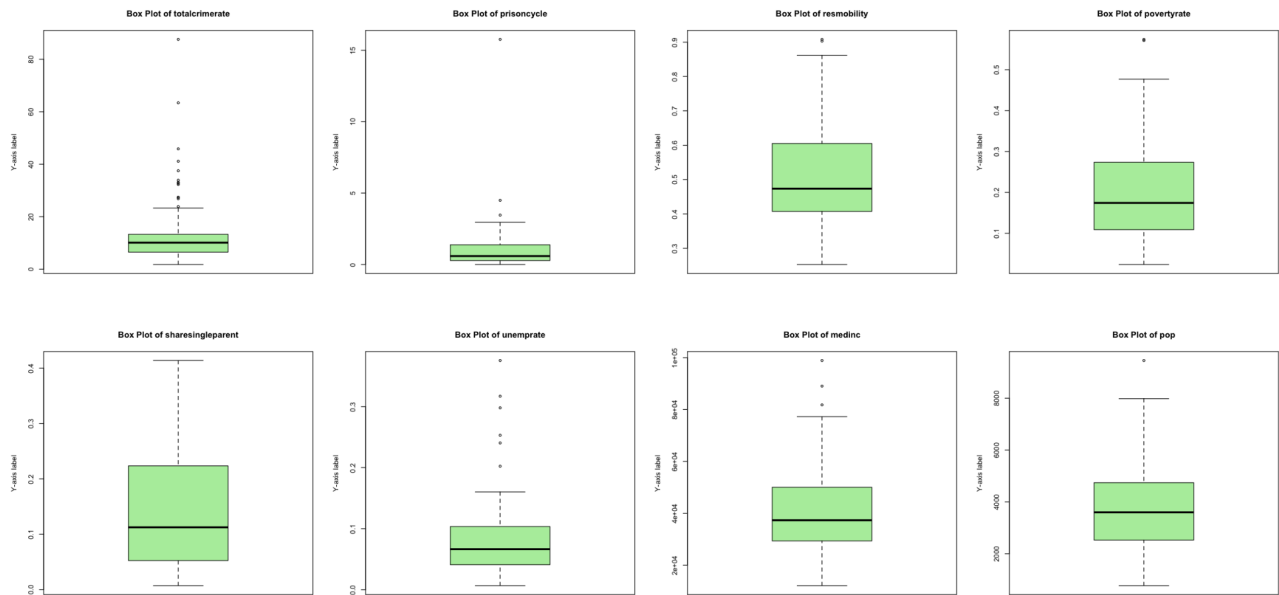 Box Plot of totalcrimerate
Y-axis label
80
60
40
20
0
Box Plot of prisoncycle
Y-axis label
15
10
5
0
Box Plot of resmobility
Y-axis label
0.9
0.8
0.7
0.6
0.5
0.4
0.3
Box Plot of povertyrate
Y-axis label
0.5
0.4
0.3
0.2
0.1
Box Plot of sharesingleparent
Y-axis label
0.4
0.3
0.2
0.1
0.0
Box Plot of unemprate
Y-axis label
0.3
0.2
0.1
0.0
Box Plot of medinc
Y-axis label
1e+05
8e+04
6e+04
4e+04
2e+04
Box Plot of pop
Y-axis label
8000
6000
4000
2000